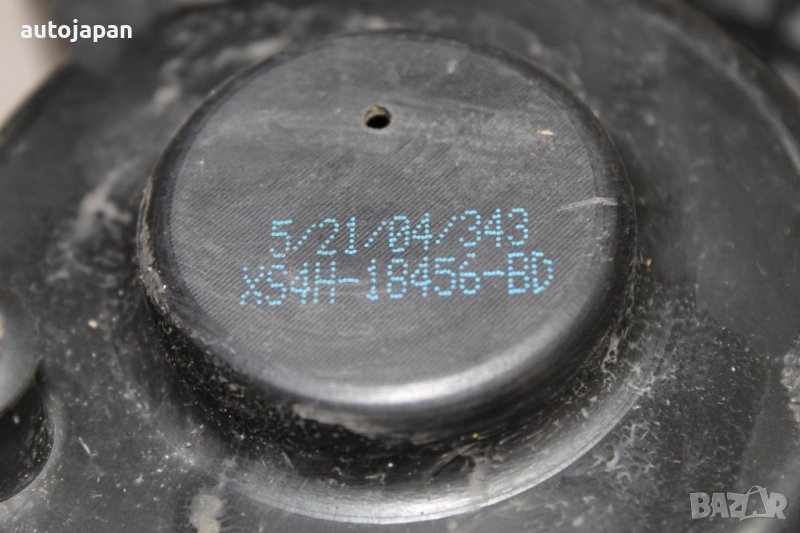 autojapan
5/21/04/343
XS4H-18456-BD
BAZAR